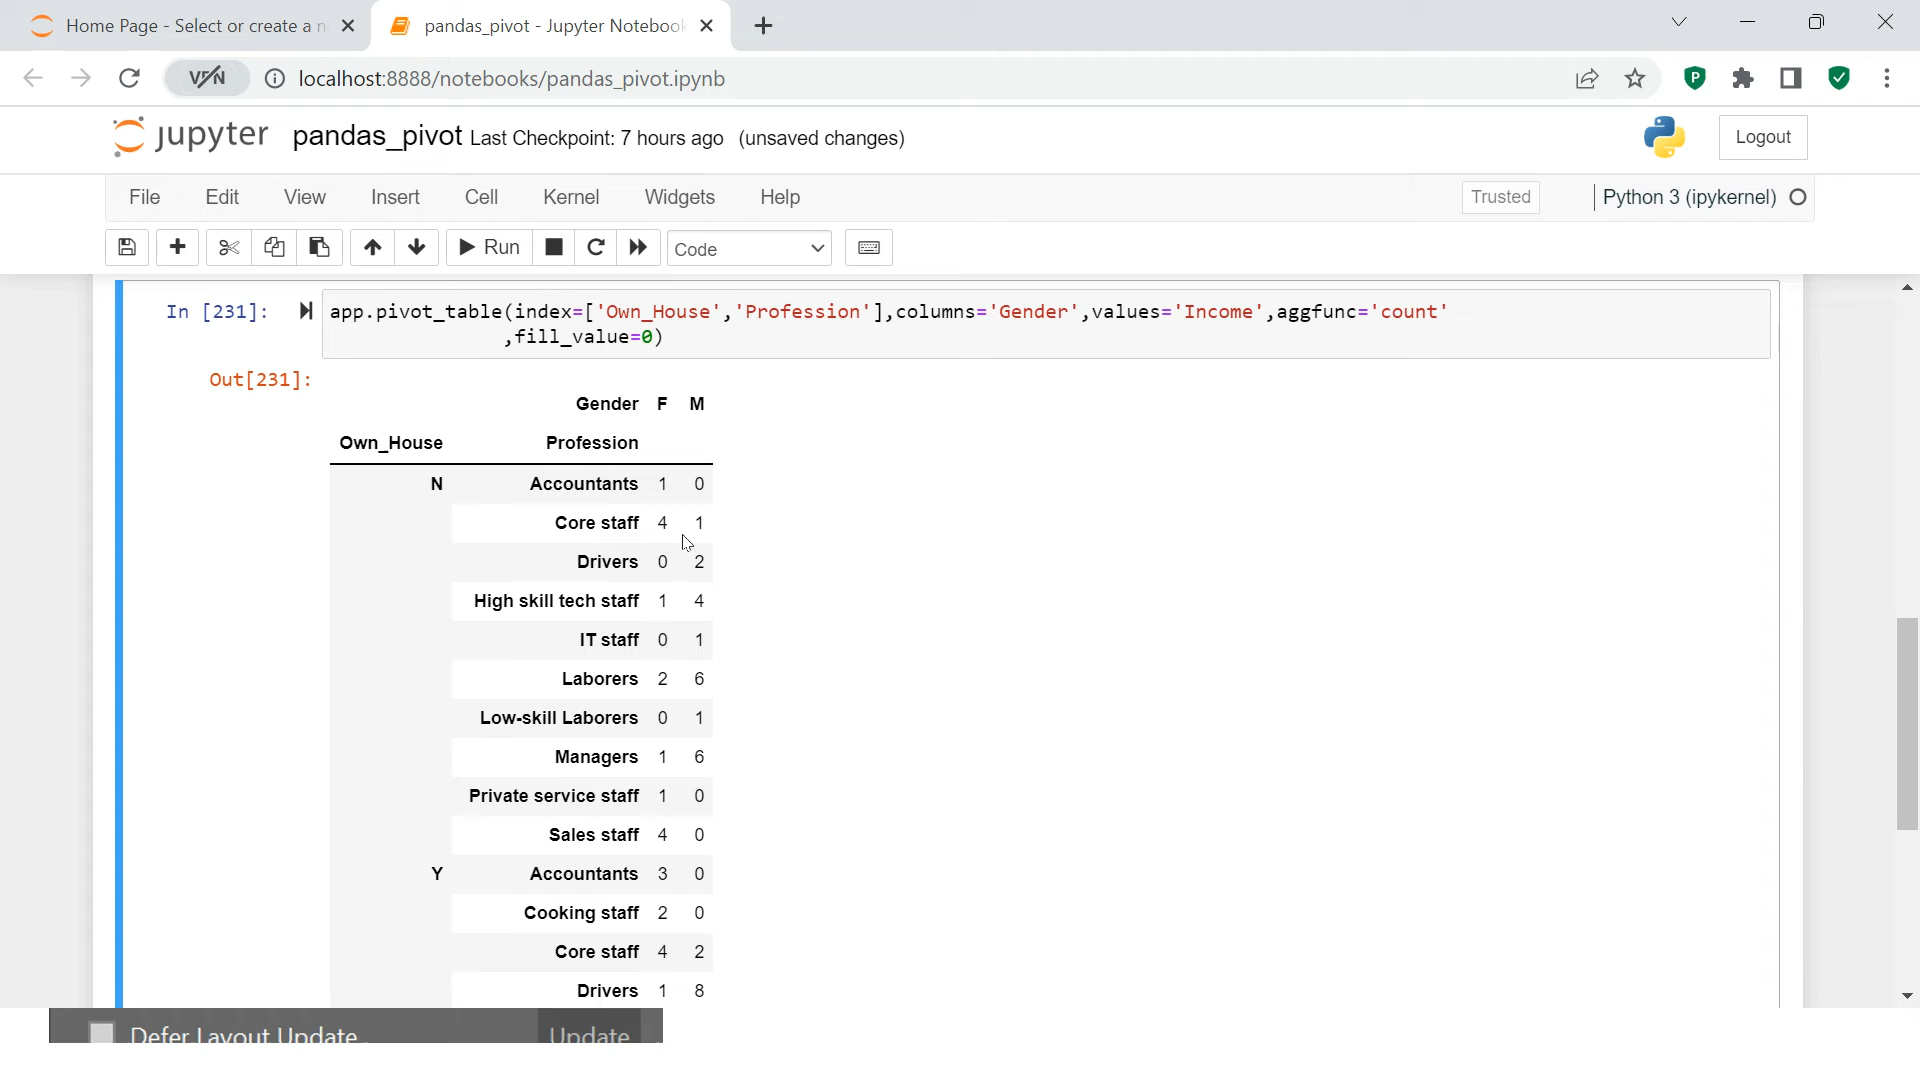 Home Page - Select or create a n
pandas_pivot - Jupyter Notebook
VPN
localhost:8888/notebooks/pandas_pivot.ipynb
P
jupyter pandas_pivot Last Checkpoint: 7 hours ago (unsaved changes)
Logout
File Edit View Insert Cell Kernel Widgets Help
Trusted
Python 3 (ipykernel)
Run
Code
In [231]:
app.pivot_table(index=['Own_House','Profession'],columns='Gender',values='Income',aggfunc='count'
,fill_value=0)
Out[231]:
Gender F M
Own_House Profession
N Accountants 1 0
Core staff 4 1
Drivers 0 2
High skill tech staff 1 4
IT staff 0 1
Laborers 2 6
Low-skill Laborers 0 1
Managers 1 6
Private service staff 1 0
Sales staff 4 0
Y Accountants 3 0
Cooking staff 2 0
Core staff 4 2
Drivers 1 8
Defer Layout Update
Update